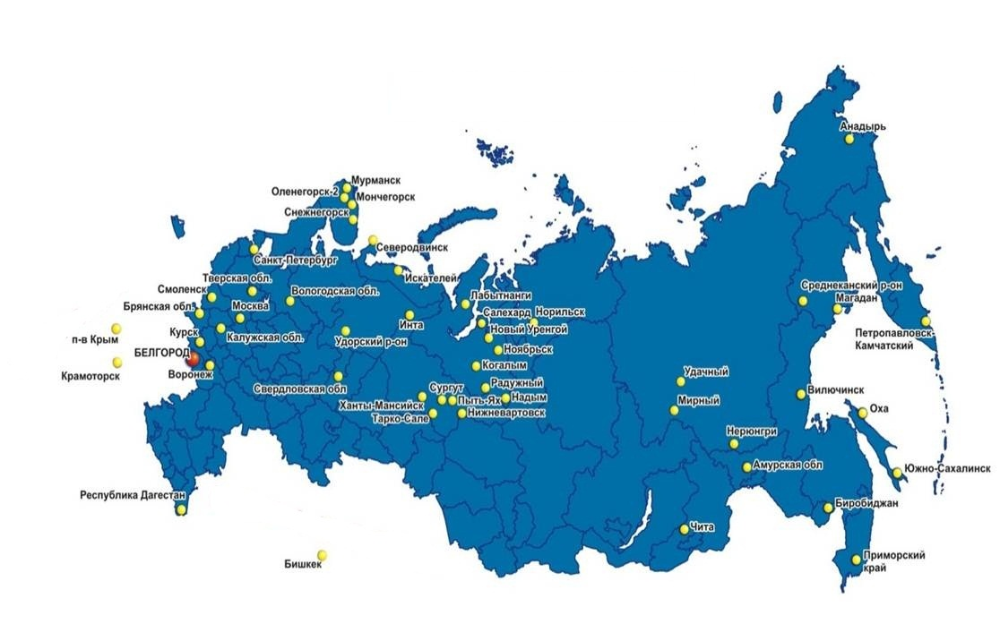 Анадырь
Мурманск
Оленегорск-2
Мончегорск
Снежнегорск
Северодвинск
Санкт-Петербург
Искателей
Тверская обл.
Смоленск
Вологодская обл.
Среднеканский р-он
Магадан
Лабытнанги
Брянская обл.
Москва
Салехард
Норильск
Инта
Новый Уренгой
Курск
Калужская обл.
Удорский р-он
п-в Крым
Петропавловск-
Камчатский
БЕЛГОРОД
Ноябрьск
Когалым
Крамоторск
Воронеж
Удачный
Свердловская обл
Сургут
Радужный
Вилючинск
Пыть-Ях
Надым
Мирный
Ханты-Мансийск
Оха
Тарко-Сале
Нижневартовск
Нерюнгри
Амурская обл
Южно-Сахалинск
Республика Дагестан
Биробиджан
Чита
Приморский
край
Бишкек